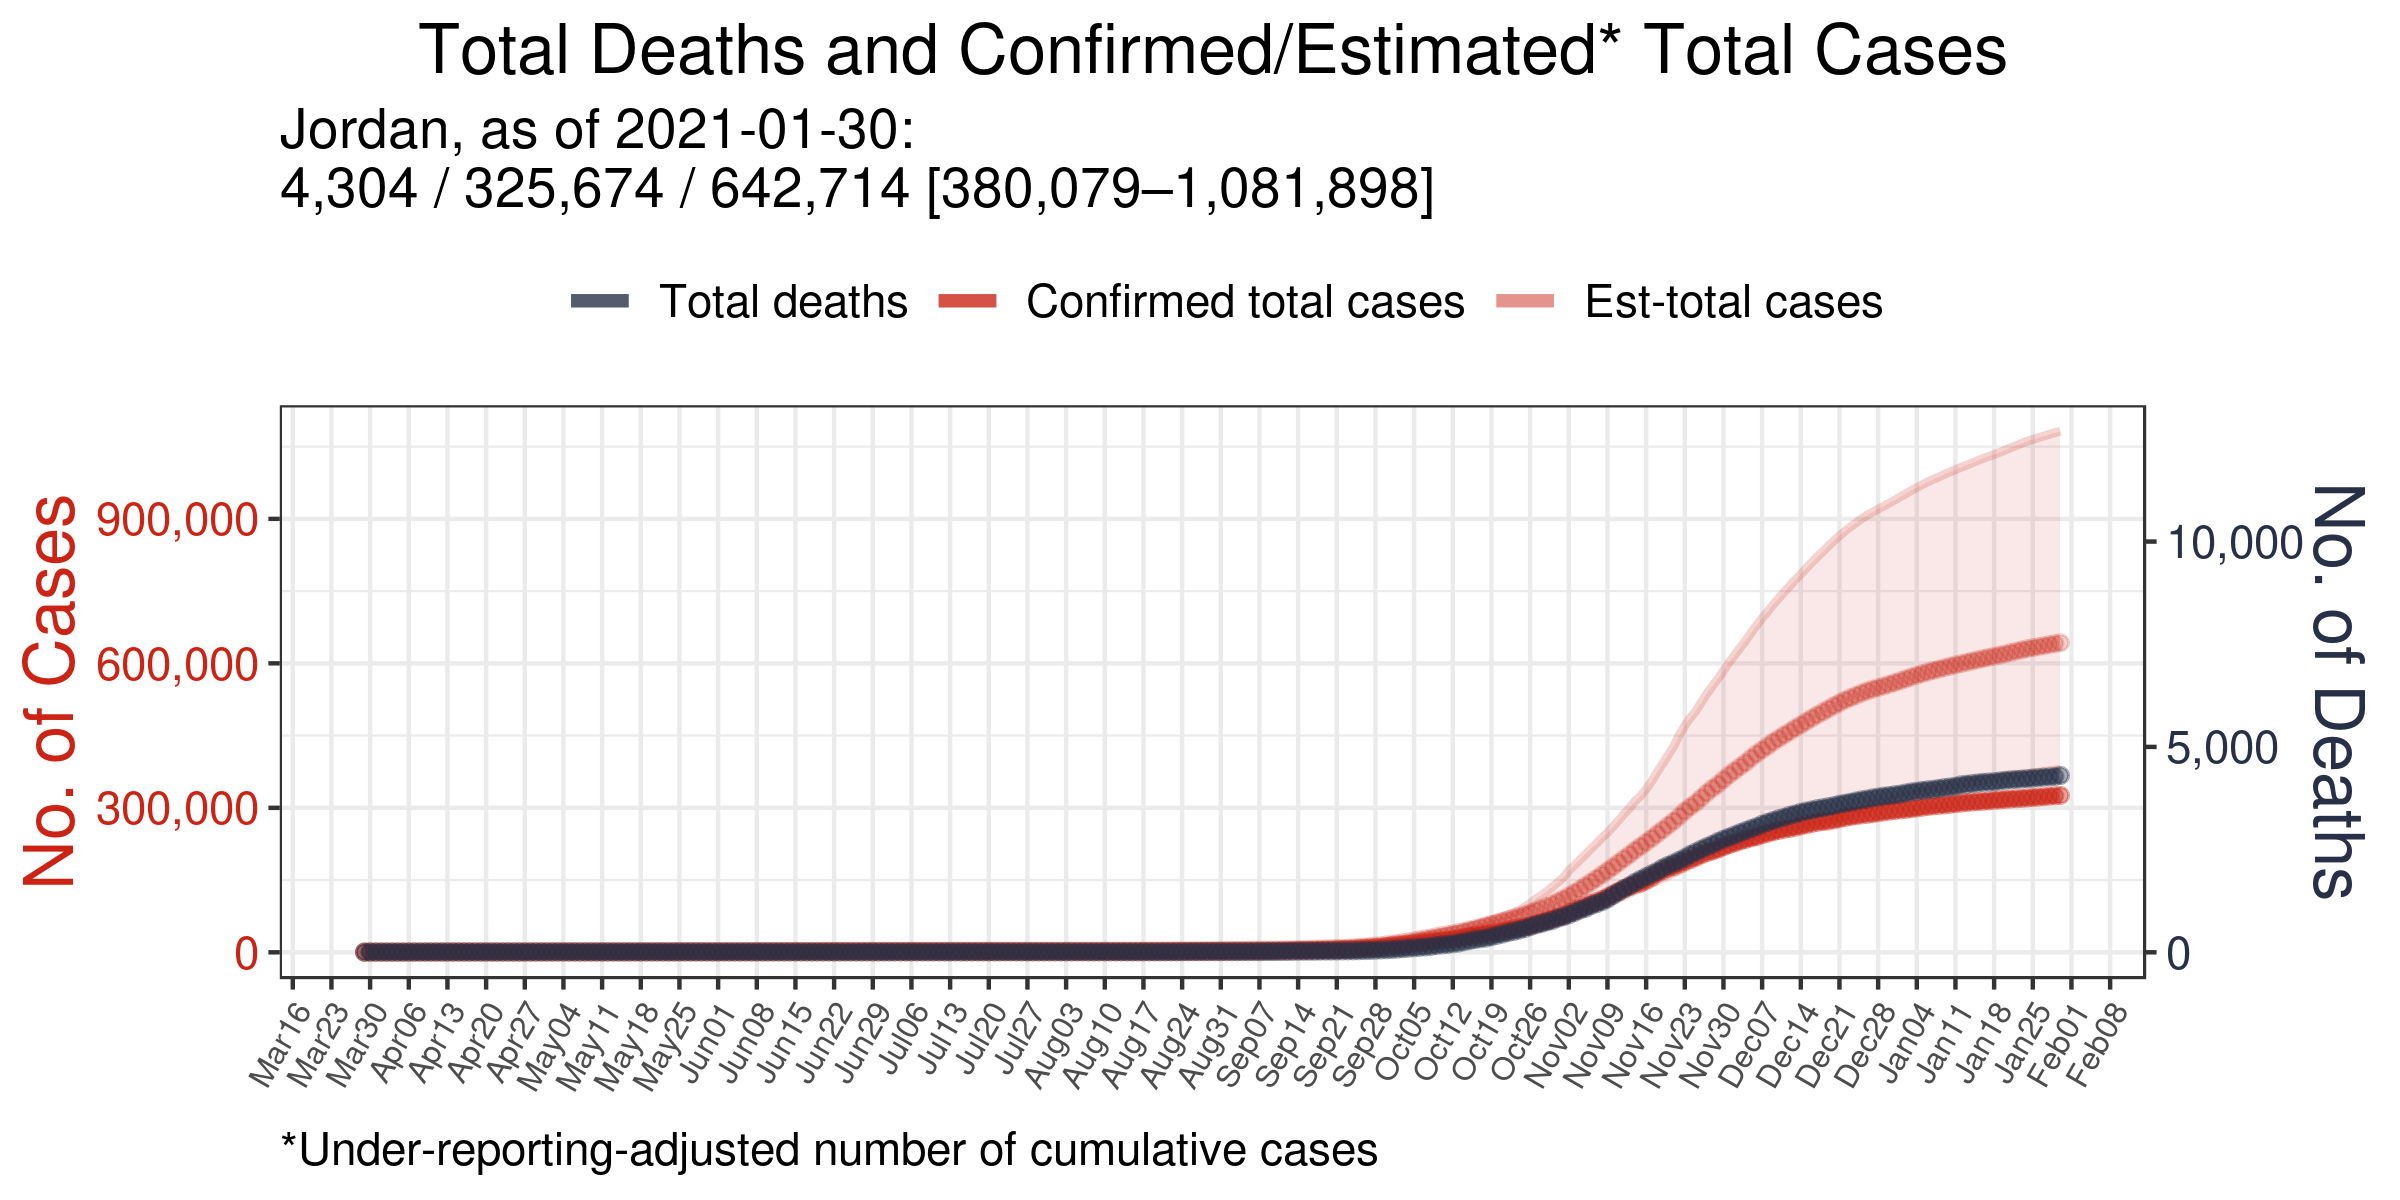 Total Deaths and Confirmed/Estimated* Total Cases
Jordan, as of 2021-01-30:
4,304 / 325,674 / 642,714 [380,079–1,081,898]
Total deaths
Confirmed total cases
Est-total cases
No. of Cases
900,000
600,000
300,000
0
10,000
5,000
0
No. of Deaths
Mar16
Mar23
Mar30
Apr06
Apr13
Apr20
Apr27
May04
May11
May18
May25
Jun01
Jun08
Jun15
Jun22
Jun29
Jul06
Jul13
Jul20
Jul27
Aug03
Aug10
Aug17
Aug24
Aug31
Sep07
Sep14
Sep21
Sep28
Oct05
Oct12
Oct19
Oct26
Nov02
Nov09
Nov16
Nov23
Nov30
Dec07
Dec14
Dec21
Dec28
Jan04
Jan11
Jan18
Jan25
Feb01
Feb08
*Under-reporting-adjusted number of cumulative cases